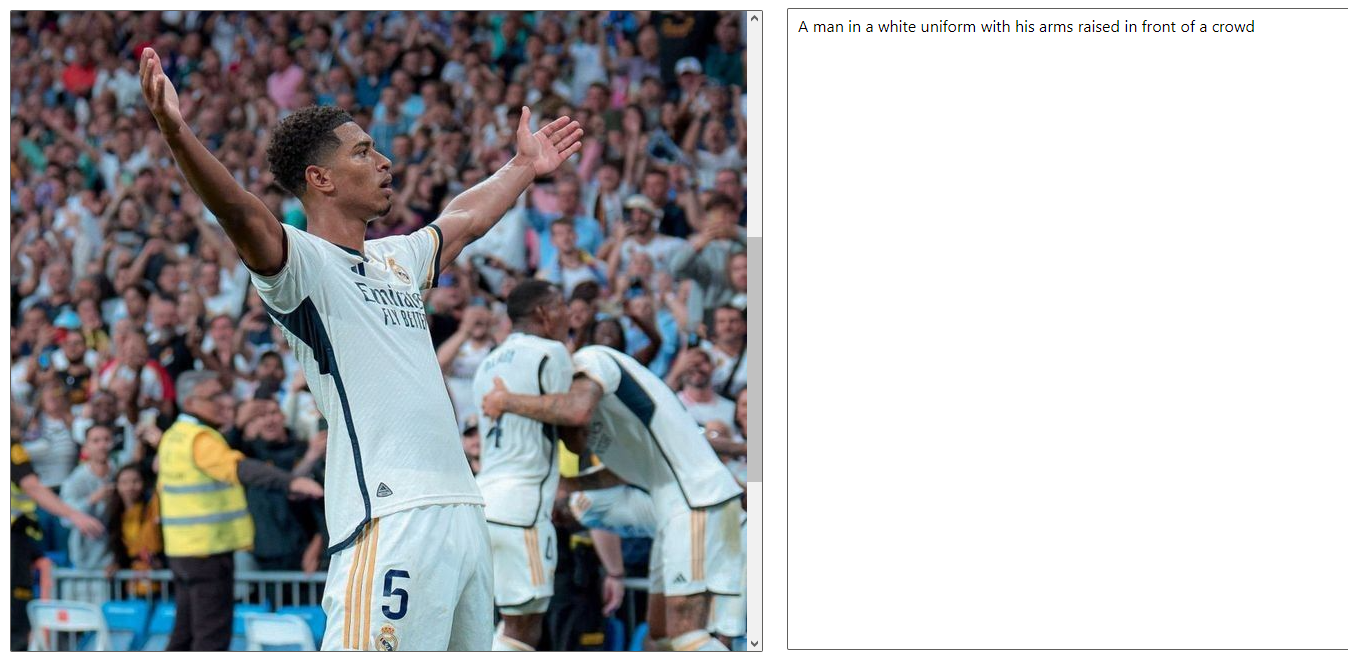 A man in a white uniform with his arms raised in front of a crowd
Emirates
FLY BETTER
5
4